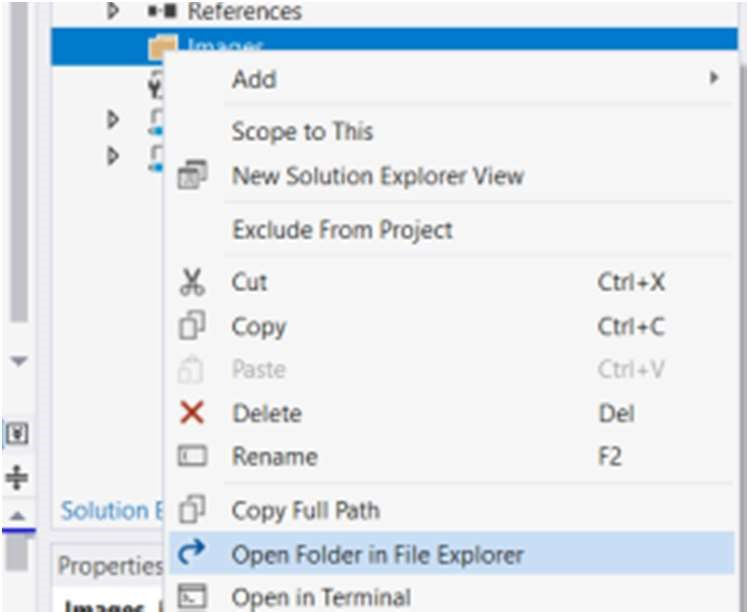 References
Images
Add
Scope to This
New Solution Explorer View
Exclude From Project
Cut Ctrl+X
Copy Ctrl+C
Paste Ctrl+V
Delete Del
Rename F2
Solution E
Copy Full Path
Open Folder in File Explorer
Properties
Images
Open in Terminal